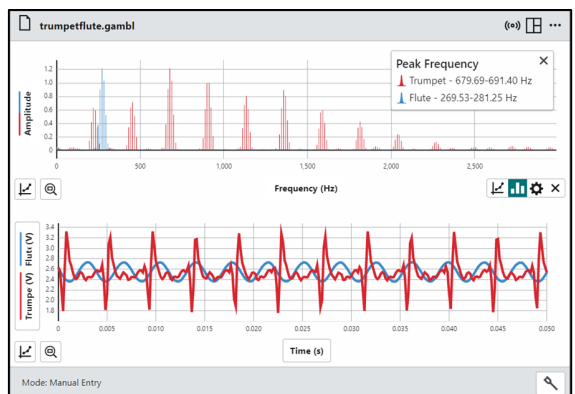 trumpetflute.gambl
Peak Frequency
Trumpet - 679.69-691.40 Hz
Flute - 269.53-281.25 Hz
Amplitude
1.2
1.0
0.8
0.6
0.4
0.2
0
0 500 1,000 1,500 2,000 2,500
Frequency (Hz)
Flute (V)
Trumpe (V)
3.4
3.2
3.0
2.8
2.6
2.4
2.2
2.0
1.8
0 0.005 0.010 0.015 0.020 0.025 0.030 0.035 0.040 0.045 0.050
Time (s)
Mode: Manual Entry